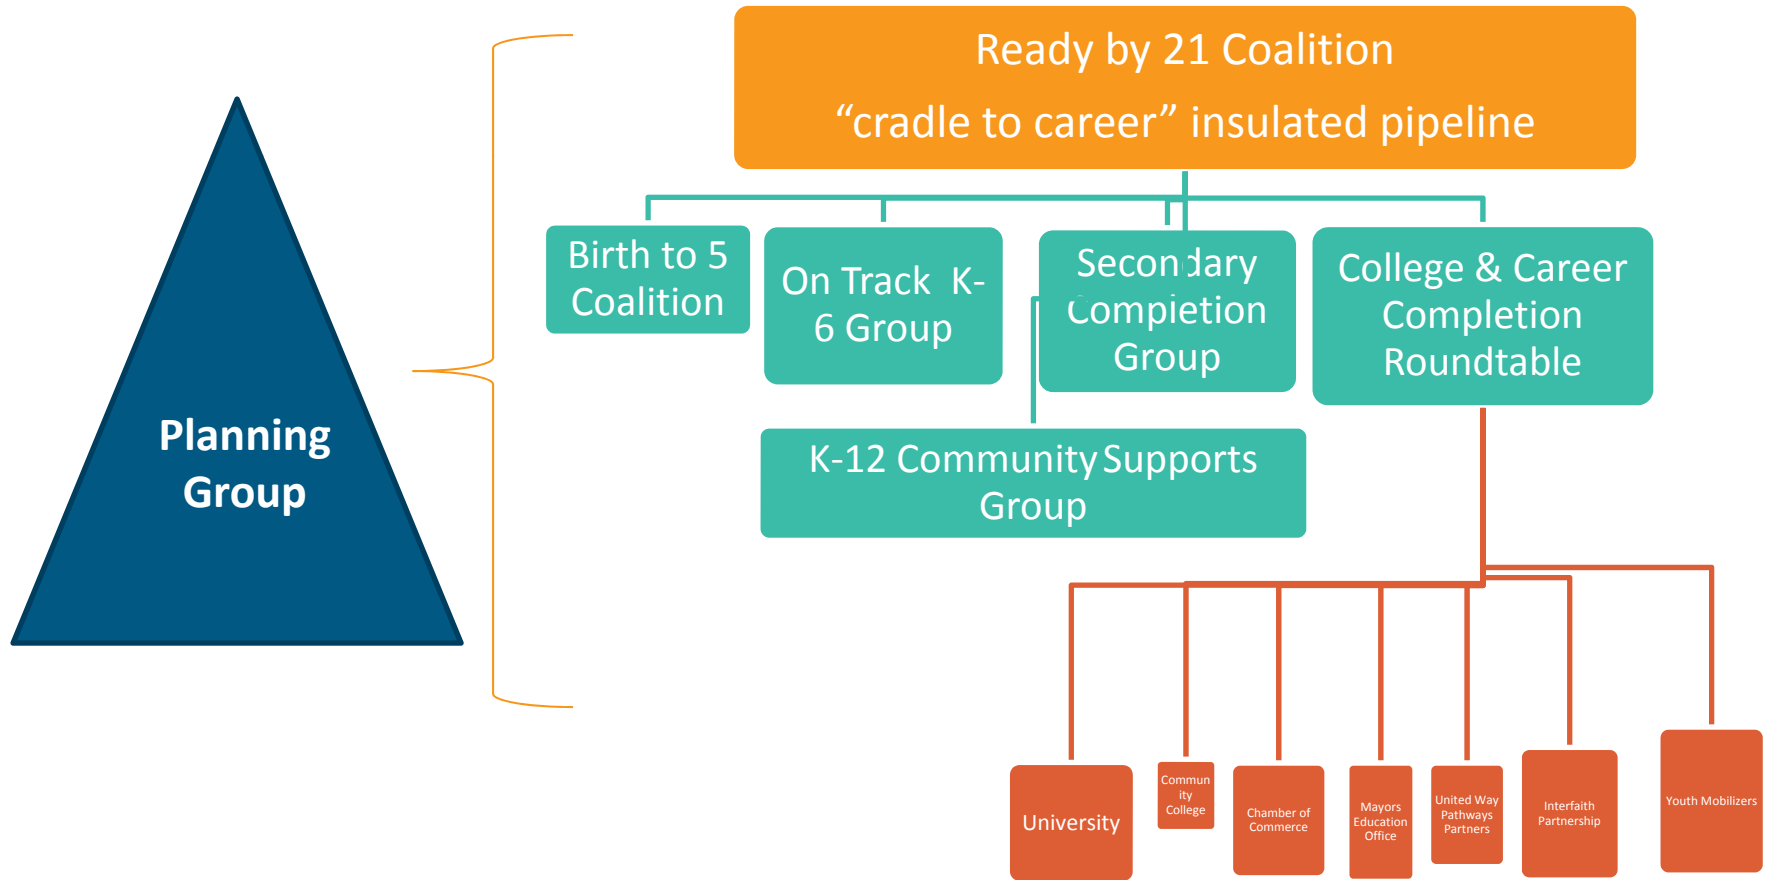 Ready by 21 Coalition
“cradle to career” insulated pipeline
Birth to 5
Coalition
On Track K-
6 Group
Secondary
Completion
Group
College & Career
Completion
Roundtable
Planning
Group
K-12 Community Supports
Group
University
Commun
ity
College
Chamber of
Commerce
Mayors
Education
Office
United Way
Pathways
Partners
Interfaith
Partnership
Youth Mobilizers